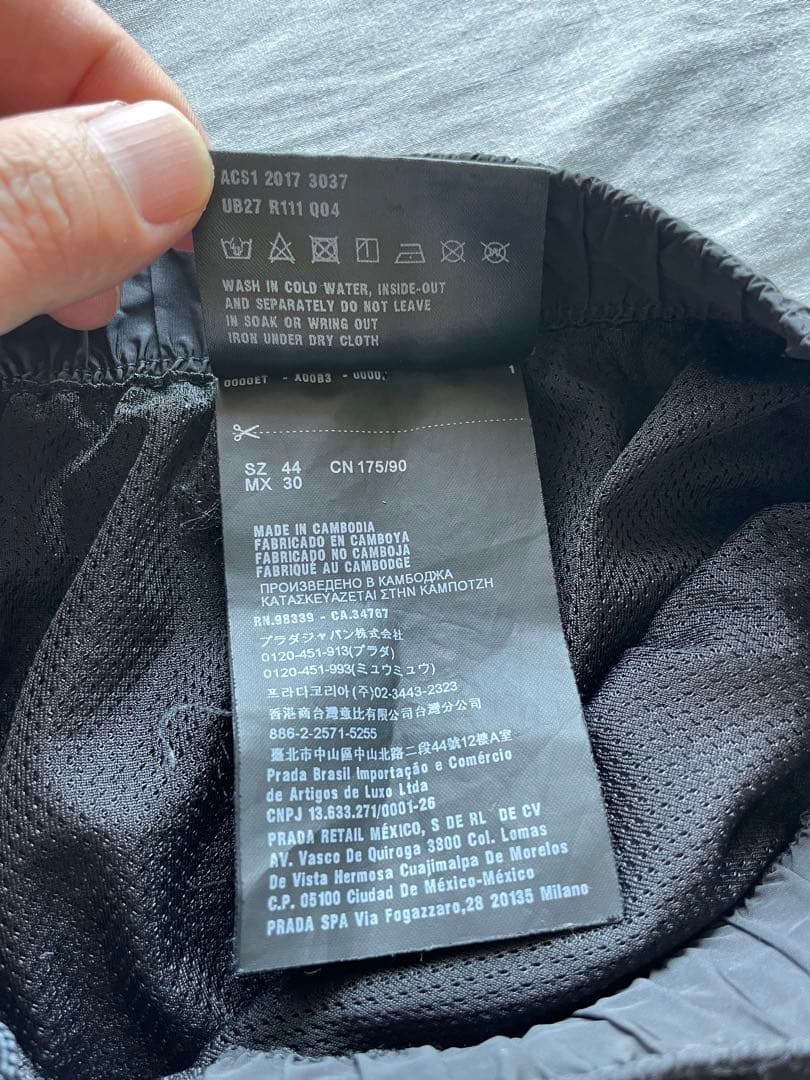 ACS1 2017 3037
UB27 R111 Q04
WASH IN COLD WATER, INSIDE-OUT
AND SEPARATELY DO NOT LEAVE
IN SOAK OR WRING OUT
IRON UNDER DRY CLOTH
0000ET - X00B3 - 0000. 1
SZ 44 CN 175/90
MX 30
MADE IN CAMBODIA
FABRICADO EN CAMBOYA
FABRICADO NO CAMBOJA
FABRIQUÉ AU CAMBODGE
ПРОИЗВЕДЕНО В КАМБОДЖА
ΚΑΤΑΣΚΕΥΑΖΕΤΑΙ ΣΤΗΝ ΚΑΜΠΟΤΖΗ
RN.98339 - CA.34767
プラダジャパン株式会社
0120-451-913(プラダ)
0120-451-993(ミュウミュウ)
프라다코리아(주)02-3443-2323
香港商台灣意比有限公司台灣分公司
886-2-2571-5255
臺北市中山區中山北路二段44號12樓A室
Prada Brasil Importação e Comércio
de Artigos de Luxo Ltda
CNPJ 13.633.271/0001-26
PRADA RETAIL MÉXICO, S DE RL DE CV
AV. Vasco De Quiroga 3800 Col. Lomas
De Vista Hermosa Cuajimalpa De Morelos
C.P. 05100 Ciudad De México-México
PRADA SPA Via Fogazzaro,28 20135 Milano